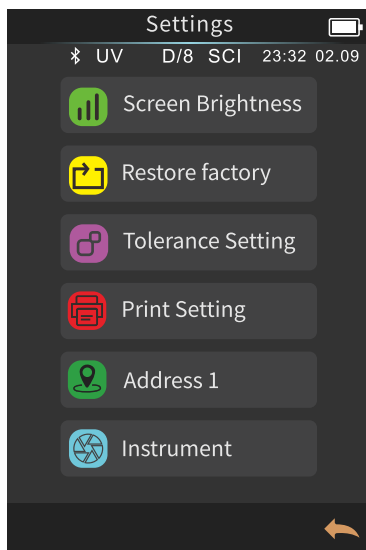 Settings
UV D/8 SCI 23:32 02.09
Screen Brightness
Restore factory
Tolerance Setting
Print Setting
Address 1
Instrument